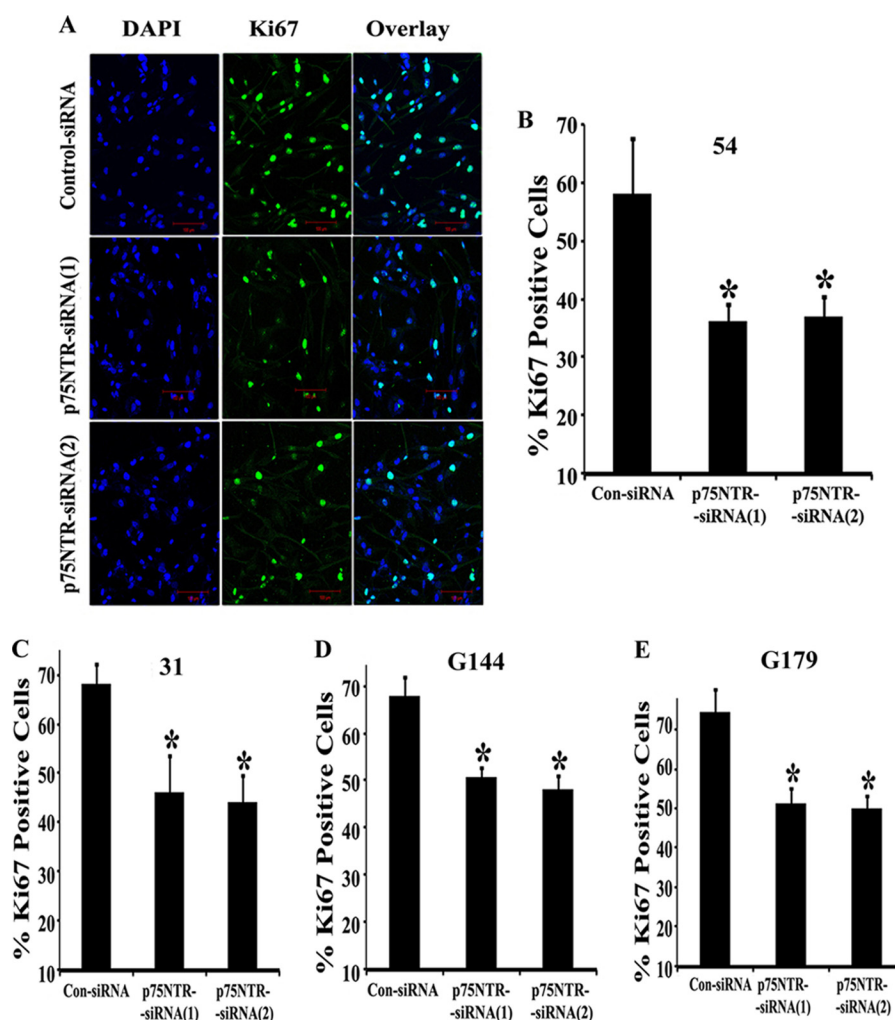 A
DAPI Ki67 Overlay
Control-siRNA
p75NTR-siRNA(1)
p75NTR-siRNA(2)
B
54
% Ki67 Positive Cells
70
60
50
40
30
20
10
Con-siRNA p75NTR- p75NTR-
-siRNA(1) -siRNA(2)
C
31
% Ki67 Positive Cells
70
60
50
40
30
20
10
Con-siRNA p75NTR- p75NTR-
-siRNA(1) -siRNA(2)
D
G144
% Ki67 Positive Cells
70
60
50
40
30
20
10
Con-siRNA p75NTR- p75NTR-
-siRNA(1) -siRNA(2)
E
G179
% Ki67 Positive Cells
70
60
50
40
30
20
10
Con-siRNA p75NTR- p75NTR-
-siRNA(1) -siRNA(2)
* *
* *
* *
* *